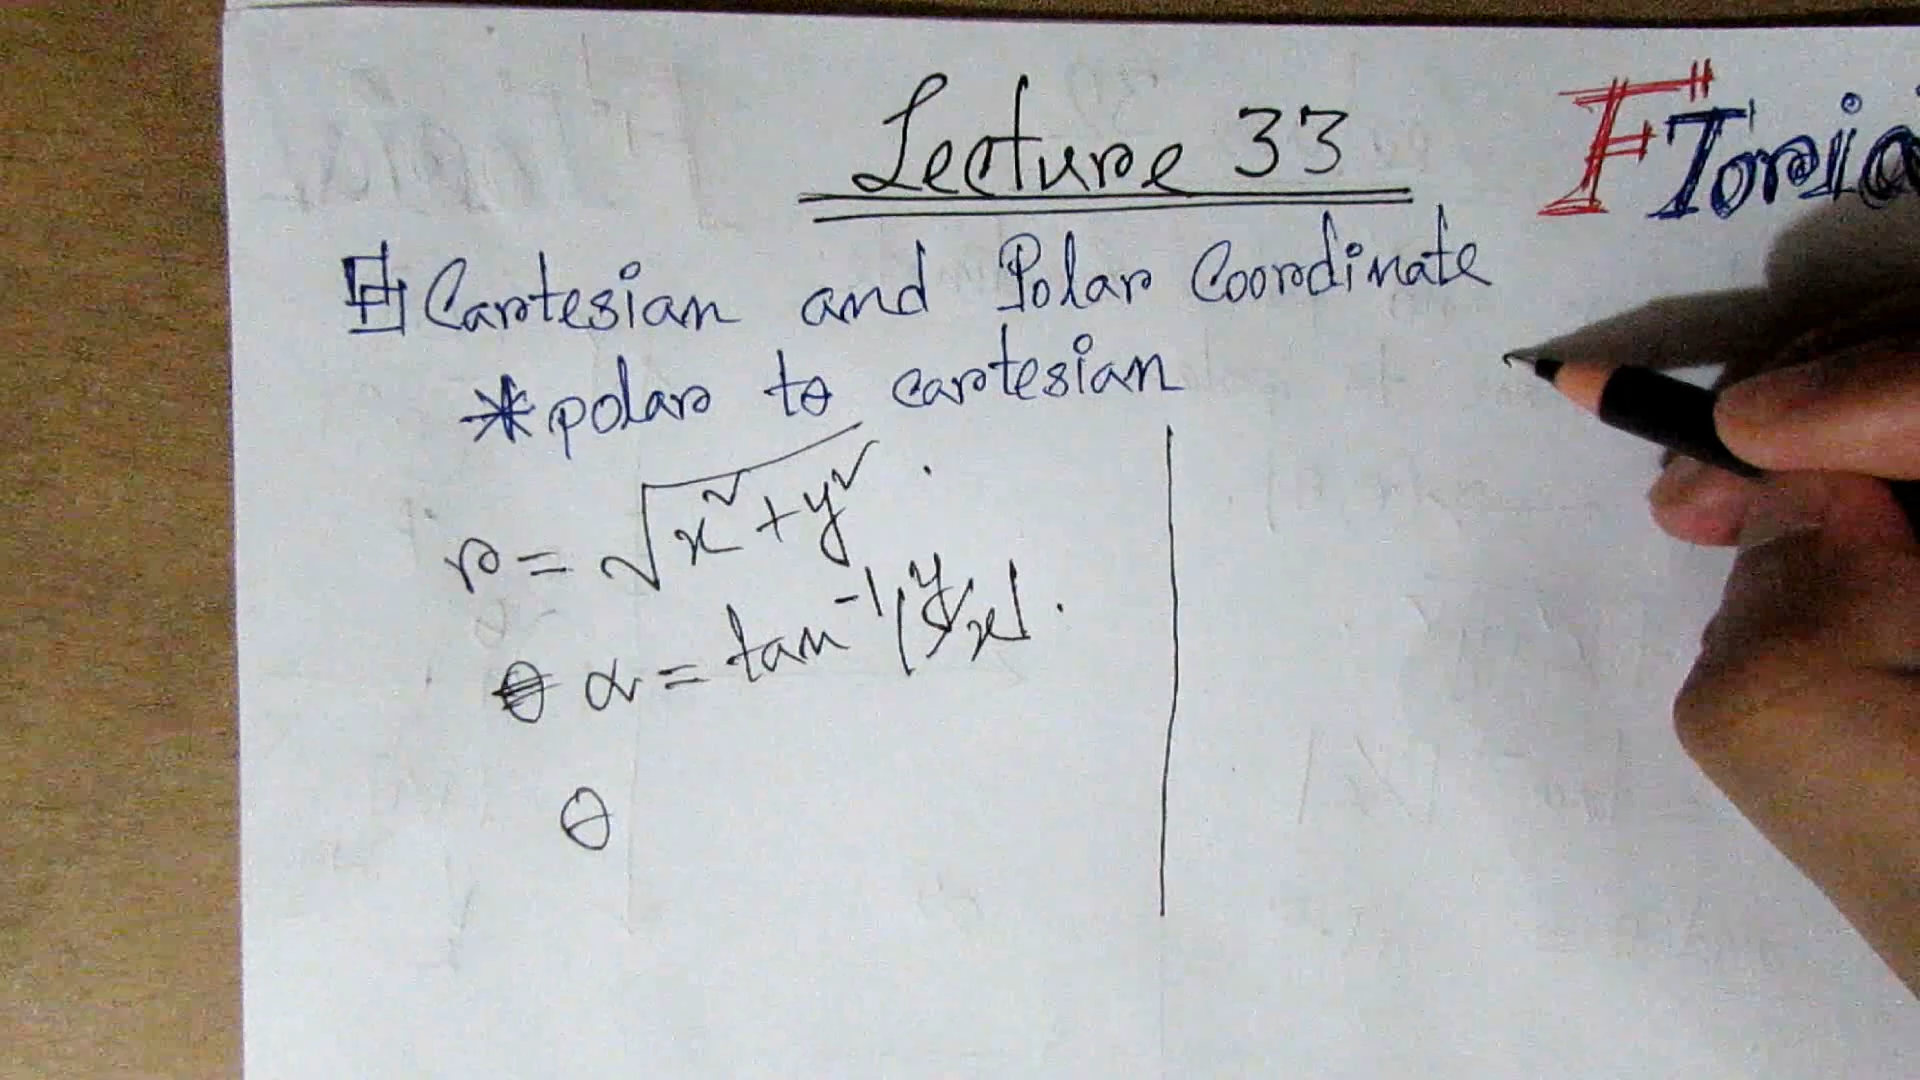 Lecture 33
FToria
Cartesian and Polar Coordinate
*polar to cartesian
r = √x²+y² .
θ α = tan⁻¹|y/x| .
θ